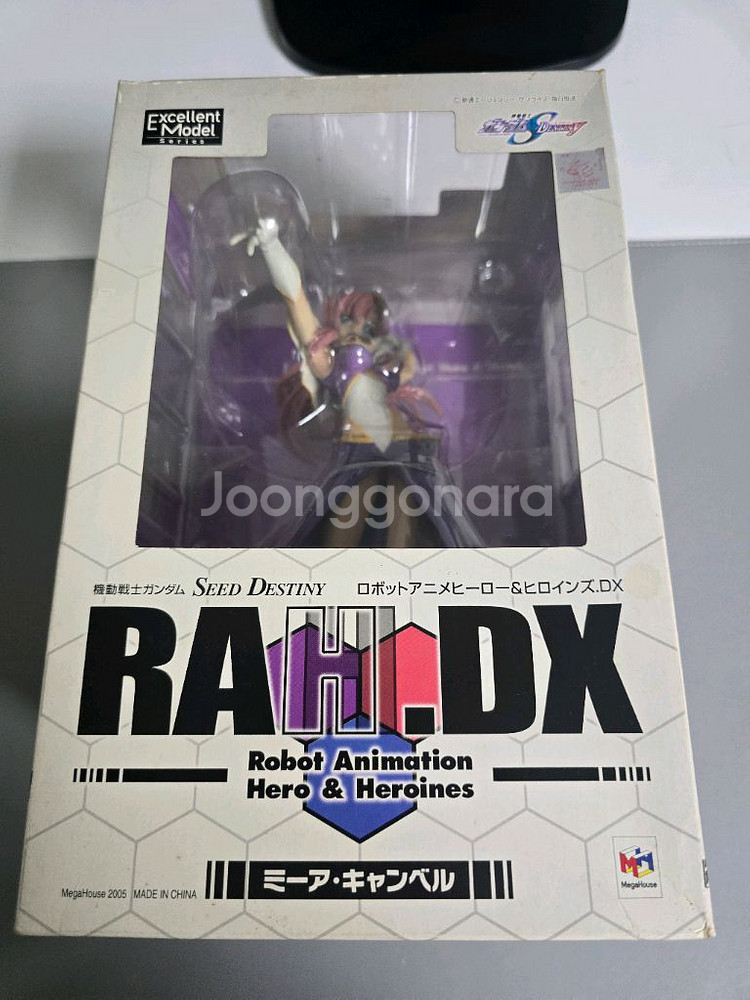 Excellent
Model
Series
SEED DESTINY
Joonggonara
機動戦士ガンダム SEED DESTINY ロボットアニメヒーロー&ヒロインズ.DX
RAH.DX
Robot Animation
Hero & Heroines
ミーア・キャンベル
MegaHouse 2005 MADE IN CHINA
MegaHouse